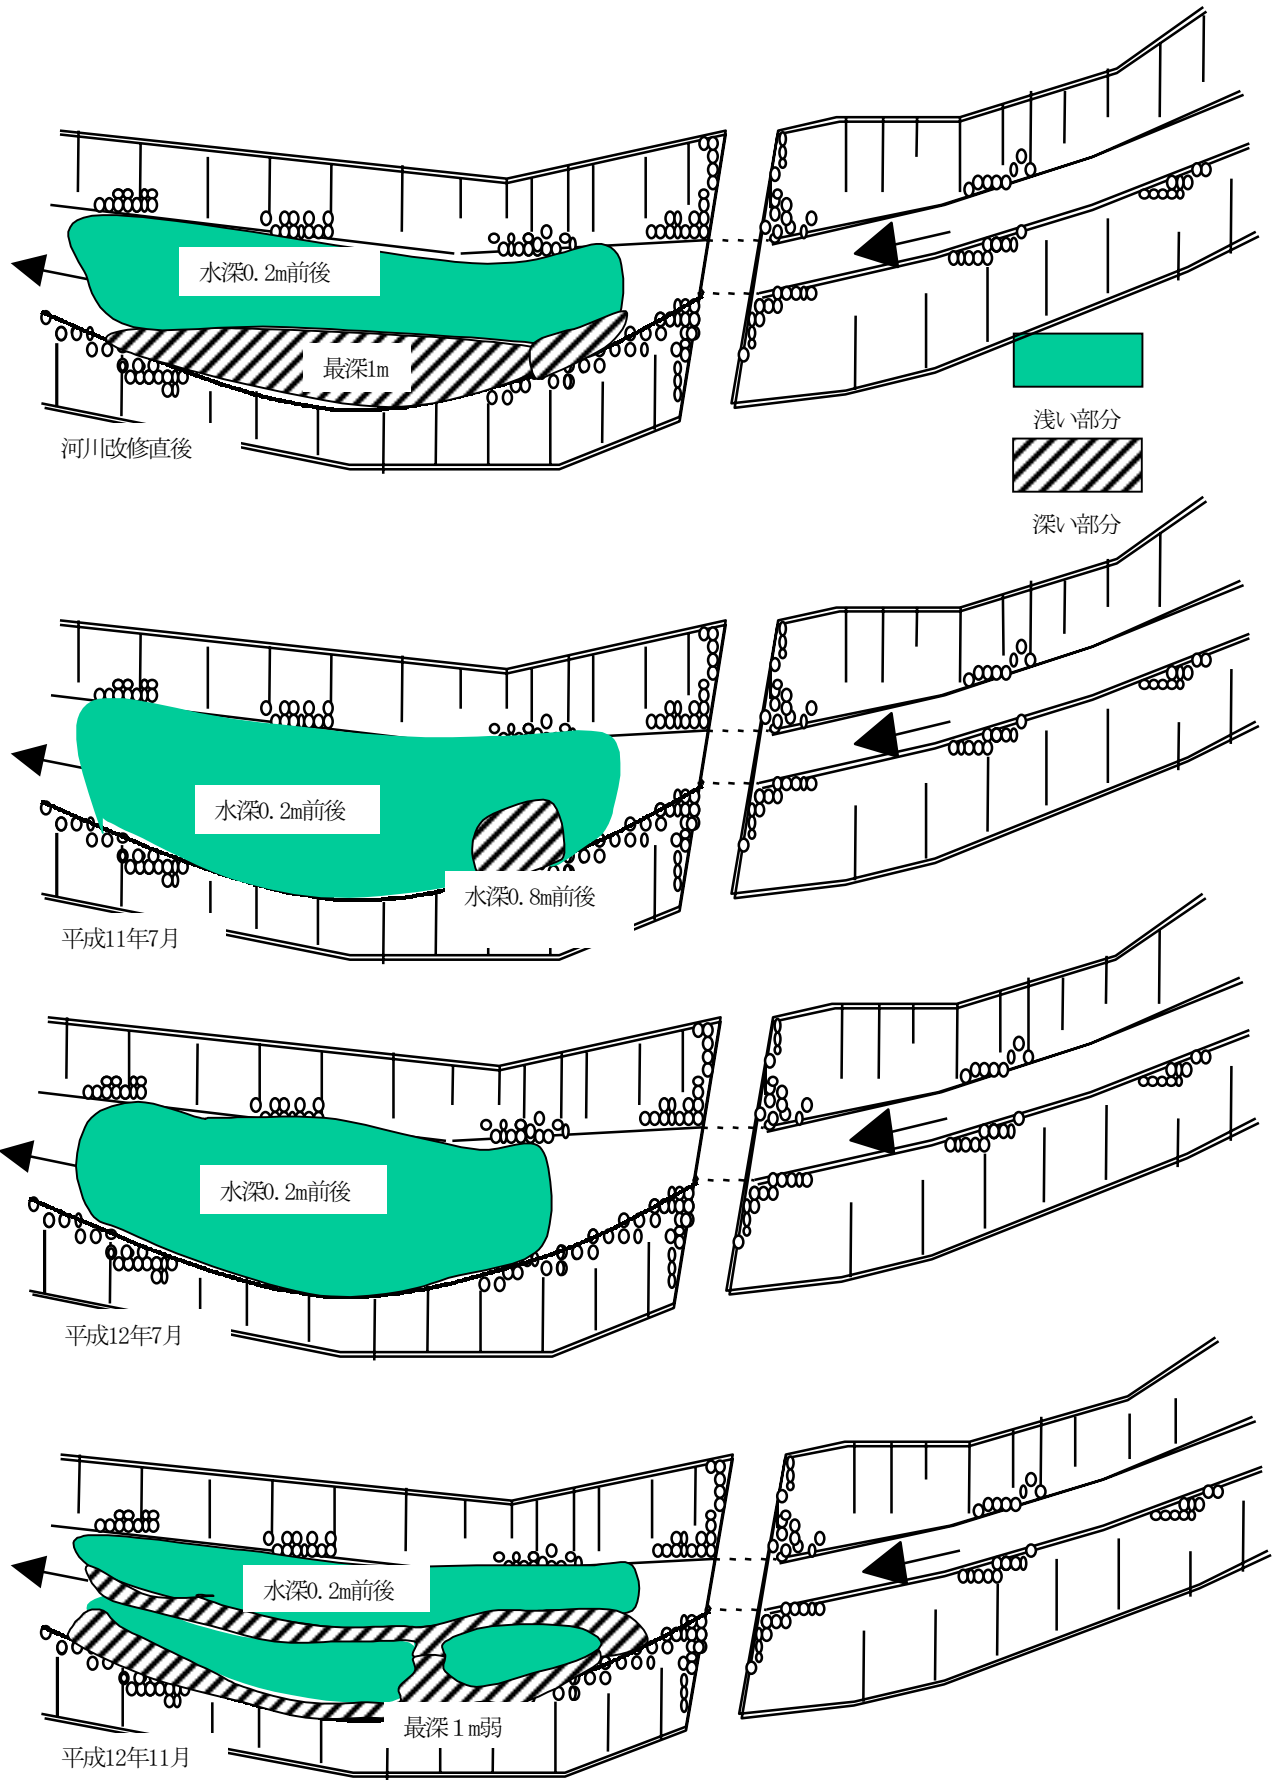 水深0.2m前後
最深1m
河川改修直後
浅い部分
深い部分
水深0.2m前後
水深0.8m前後
平成11年7月
水深0.2m前後
平成12年7月
水深0.2m前後
最深１m弱
平成12年11月